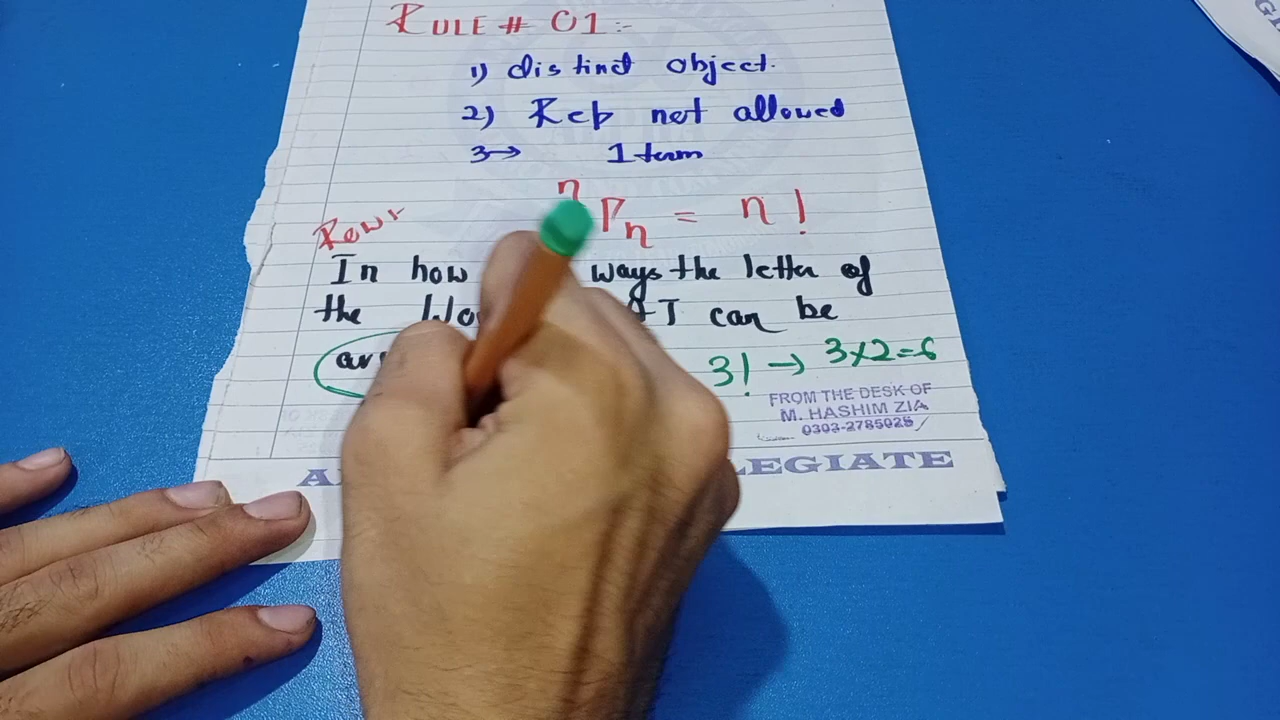 RULE # 01:-
1) distinct object.
2) Rep not allowed
3→ 1 term
nPn = n!
Row
In how ways the letter of
the can be
3! → 3×2=6
FROM THE DESK OF
M. HASHIM ZIA
0303-2785025
LEGIATE